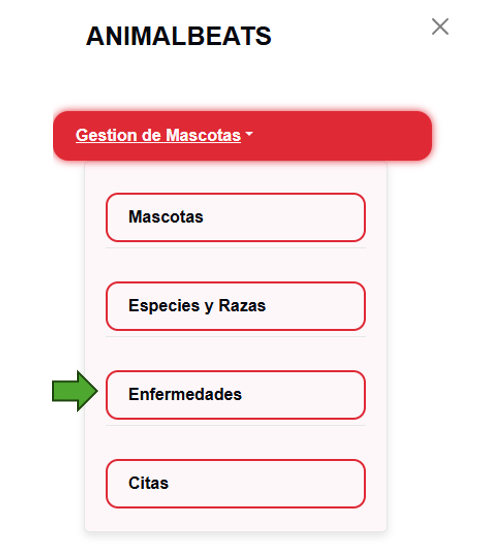 ANIMALBEATS
Gestion de Mascotas
Mascotas
Especies y Razas
Enfermedades
Citas